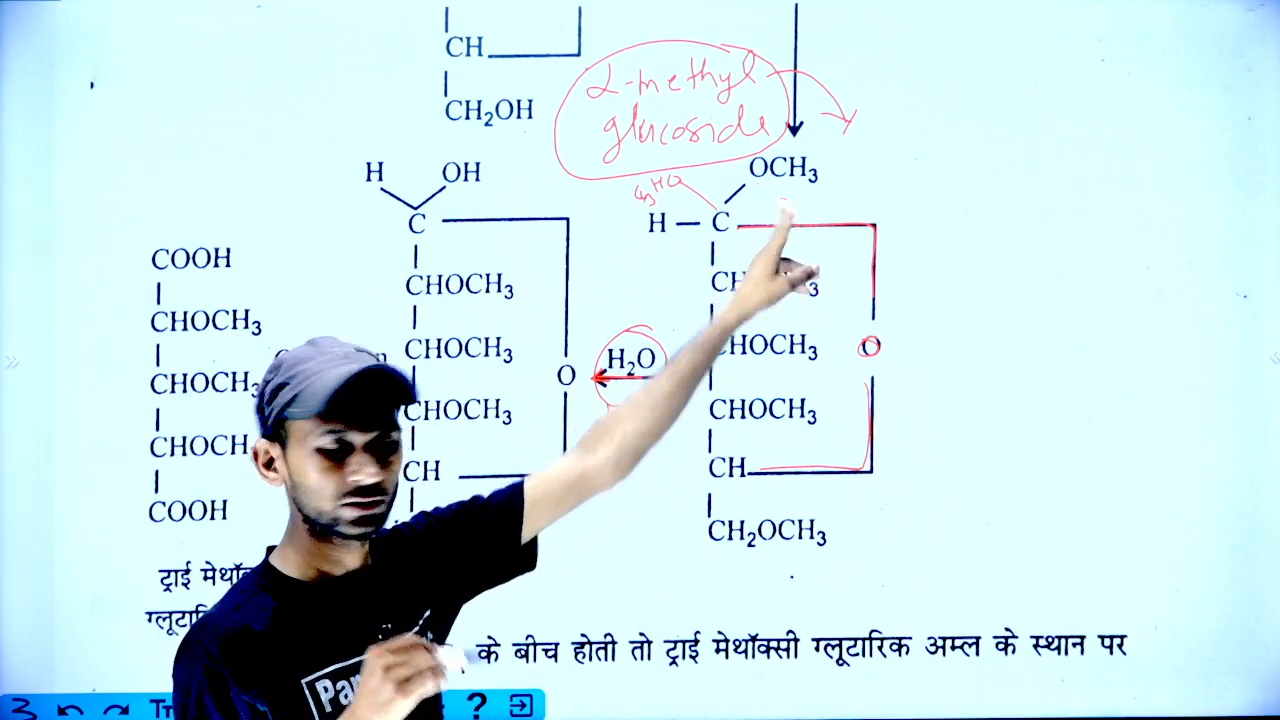 CH
CH₂OH
α-methyl
glucoside
H OH
C
CHOCH₃
CHOCH₃
CHOCH₃
CH
O
OCH₃
H — C
CHOCH₃
CHOCH₃
CH
CH₂OCH₃
O
H₂O
COOH
CHOCH₃
CHOCH₃
CHOCH
COOH
ट्राई
के बीच होती तो ट्राई मेथॉक्सी ग्लूटारिक अम्ल के स्थान पर
?